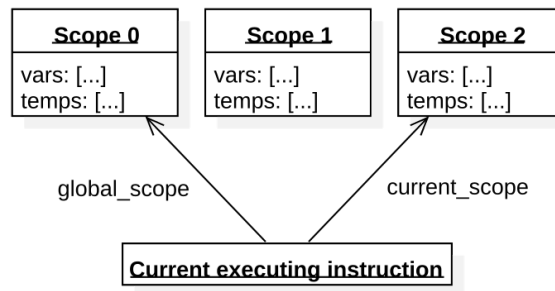 Scope 0
vars: [...]
temps: [...]
Scope 1
vars: [...]
temps: [...]
Scope 2
vars: [...]
temps: [...]
global_scope
current_scope
Current executing instruction